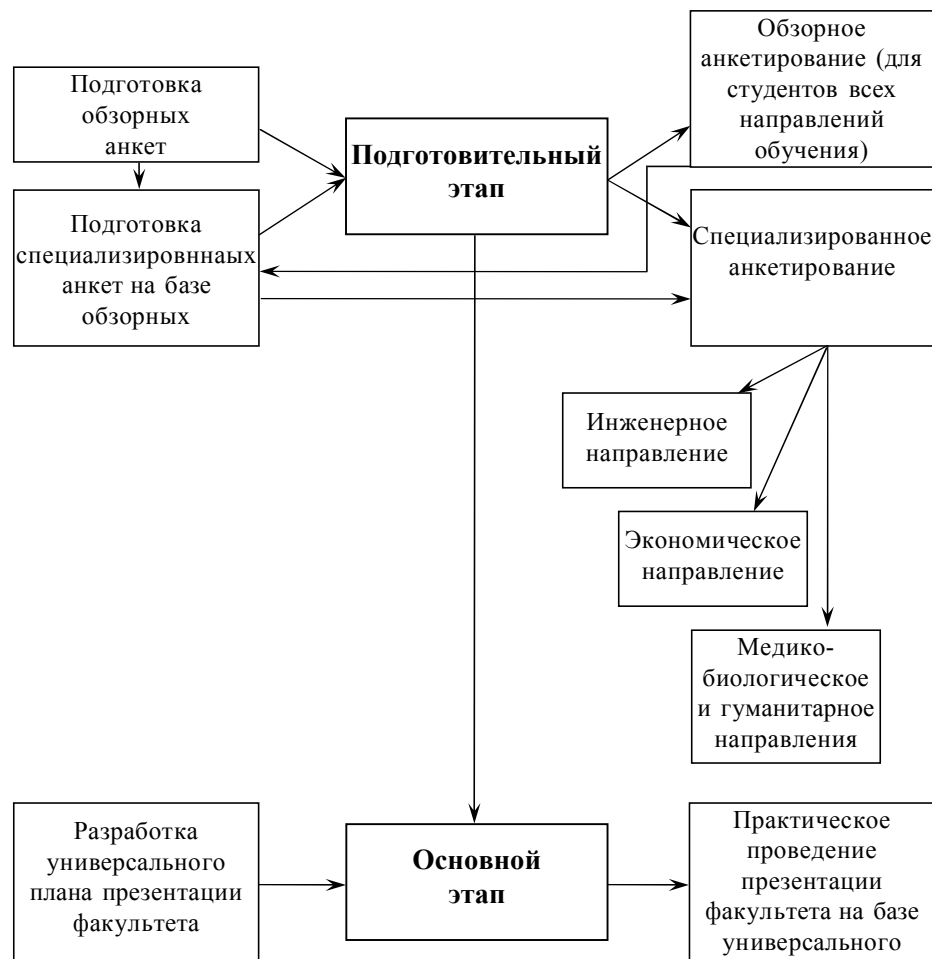 Подготовка
обзорных
анкет
Подготовительный
этап
Обзорное
анкетирование (для
студентов всех
направлений
обучения)
Подготовка
специализировннаых
анкет на базе
обзорных
Специализированное
анкетирование
Инженерное
направление
Экономическое
направление
Медико-
биологическое
и гуманитарное
направления
Разработка
универсального
плана презентации
факультета
Основной
этап
Практическое
проведение
презентации
факультета на базе
универсального